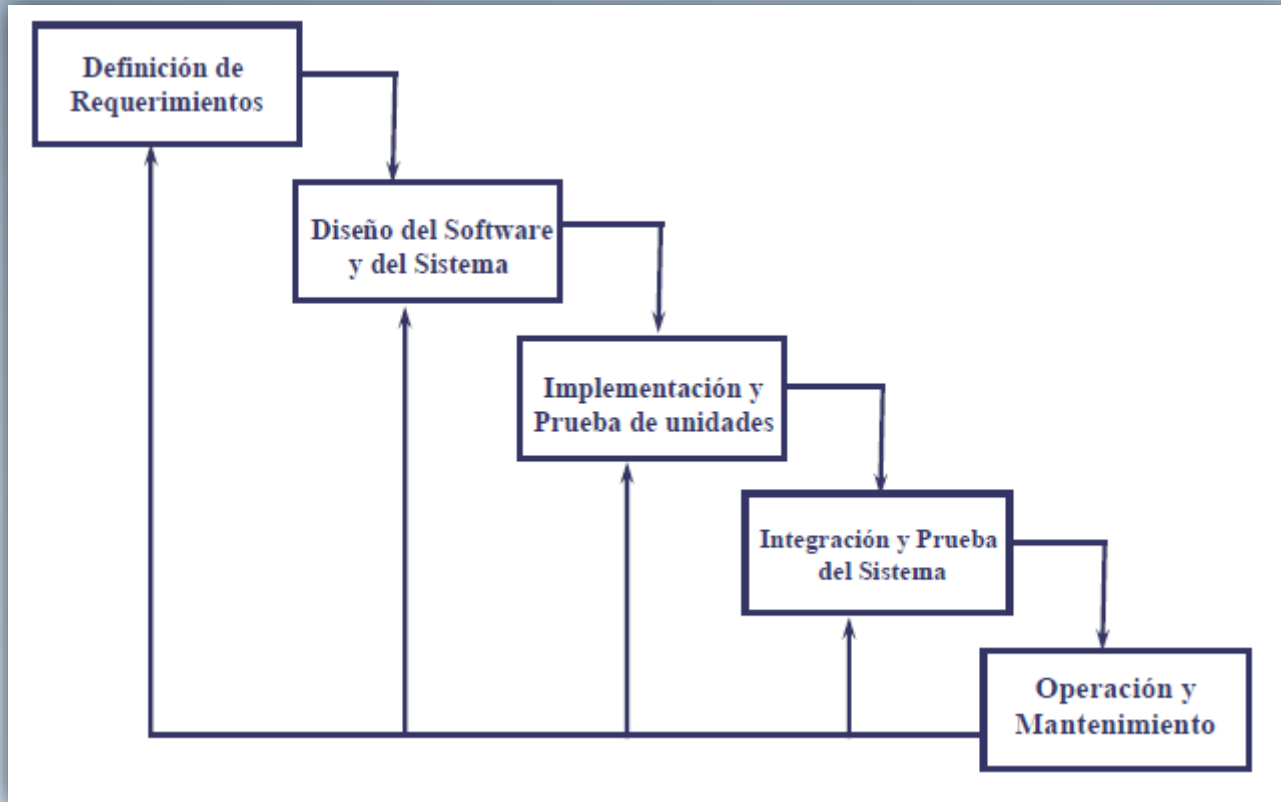 Definición de
Requerimientos
Diseño del Software
y del Sistema
Implementación y
Prueba de unidades
Integración y Prueba
del Sistema
Operación y
Mantenimiento